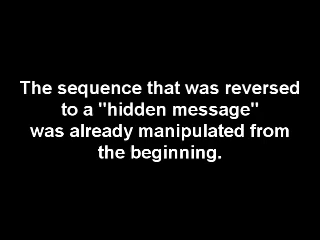 The sequence that was reversed
to a "hidden message"
was already manipulated from
the beginning.